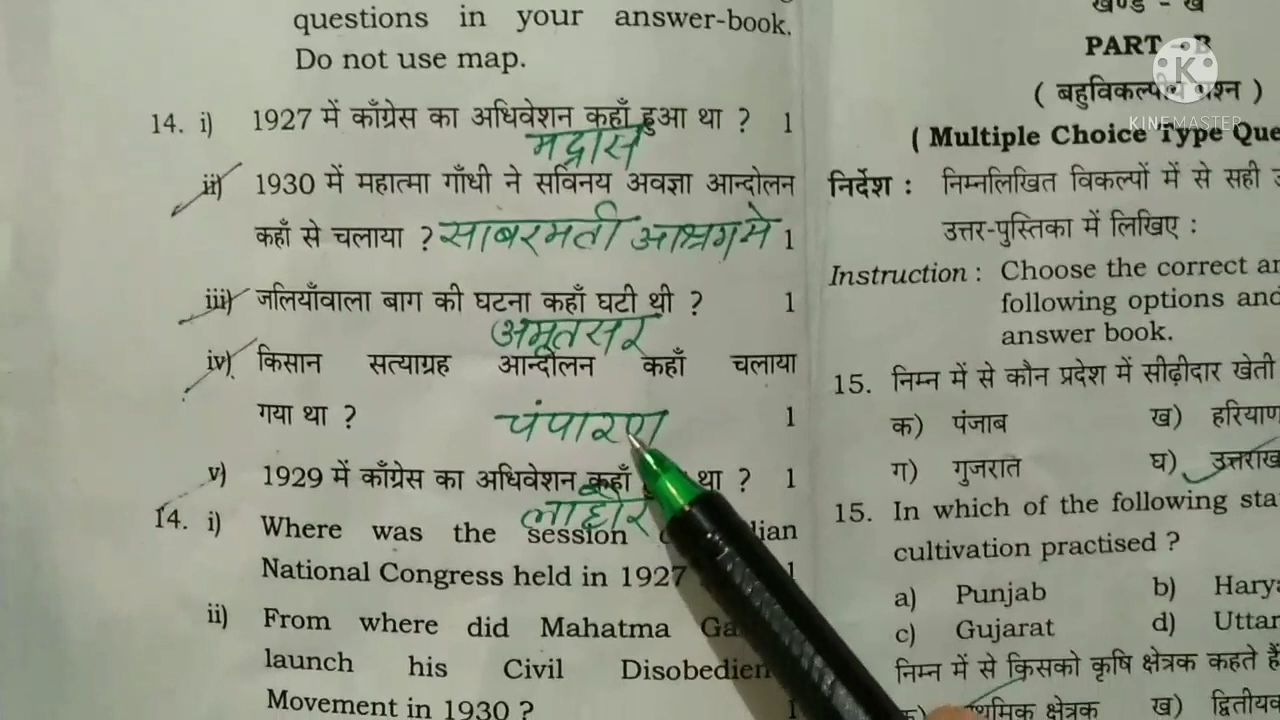 questions in your answer-book.
Do not use map.
14. i) 1927 में काँग्रेस का अधिवेशन कहाँ हुआ था ? 1
मद्रास
ii) 1930 में महात्मा गाँधी ने सविनय अवज्ञा आन्दोलन
कहाँ से चलाया ? साबरमती आश्रम मे 1
iii) जलियाँवाला बाग की घटना कहाँ घटी थी ? 1
अमृतसर
iv) किसान सत्याग्रह आन्दोलन कहाँ चलाया
गया था ? चंपारण 1
v) 1929 में काँग्रेस का अधिवेशन कहाँ था ? 1
लाहौर
14. i) Where was the session
National Congress held in 1927
ii) From where did Mahatma
launch his Civil
Movement in 1930 ? 1
खण्ड - ख
PART - B
( बहुविकल्पीय प्रश्न )
( Multiple Choice Type
निर्देश : निम्नलिखित विकल्पों में से सही
उत्तर-पुस्तिका में लिखिए :
Instruction : Choose the correct
following options and
answer book.
15. निम्न में से कौन प्रदेश में सीढ़ीदार खेती
क) पंजाब ख)
ग) गुजरात घ)
15. In which of the following
cultivation practised ?
a) Punjab b)
c) Gujarat d)
निम्न में से किसको कृषि क्षेत्रक कहते हैं
क्षेत्रक ख) द्वितीयक
K
KINEMASTER